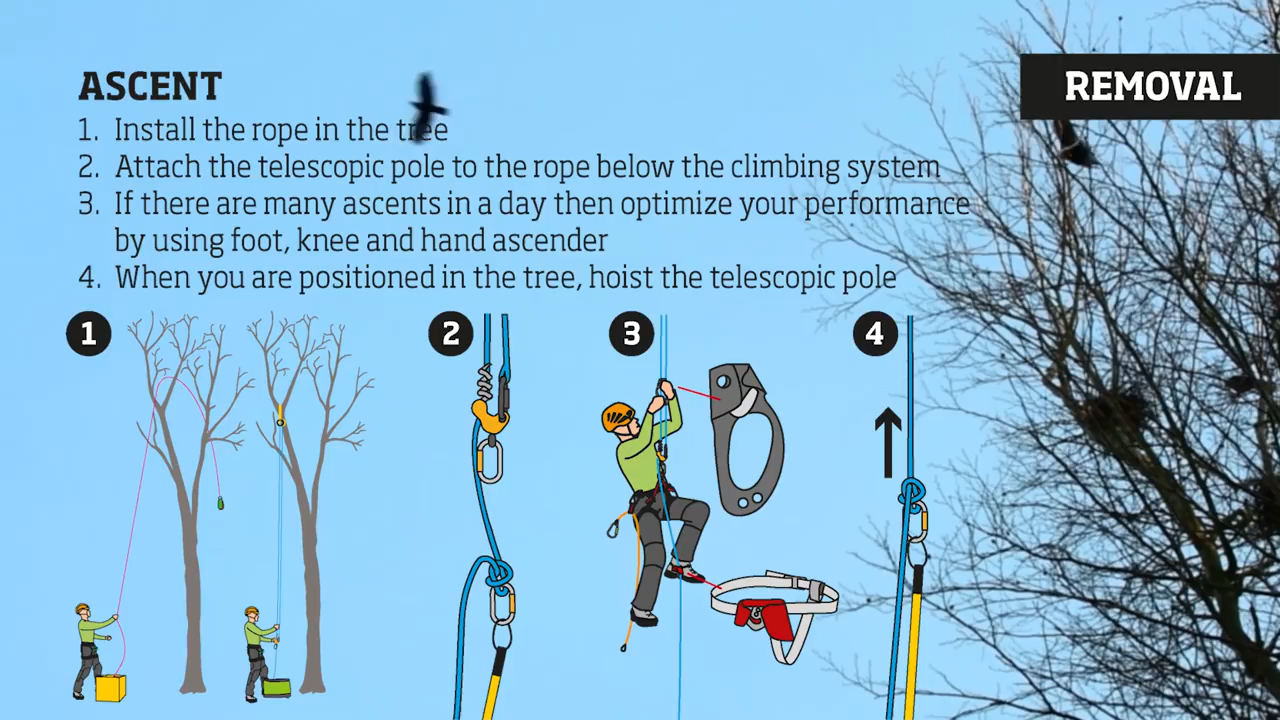 REMOVAL
ASCENT
1. Install the rope in the tree
2. Attach the telescopic pole to the rope below the climbing system
3. If there are many ascents in a day then optimize your performance
by using foot, knee and hand ascender
4. When you are positioned in the tree, hoist the telescopic pole
1
2
3
4